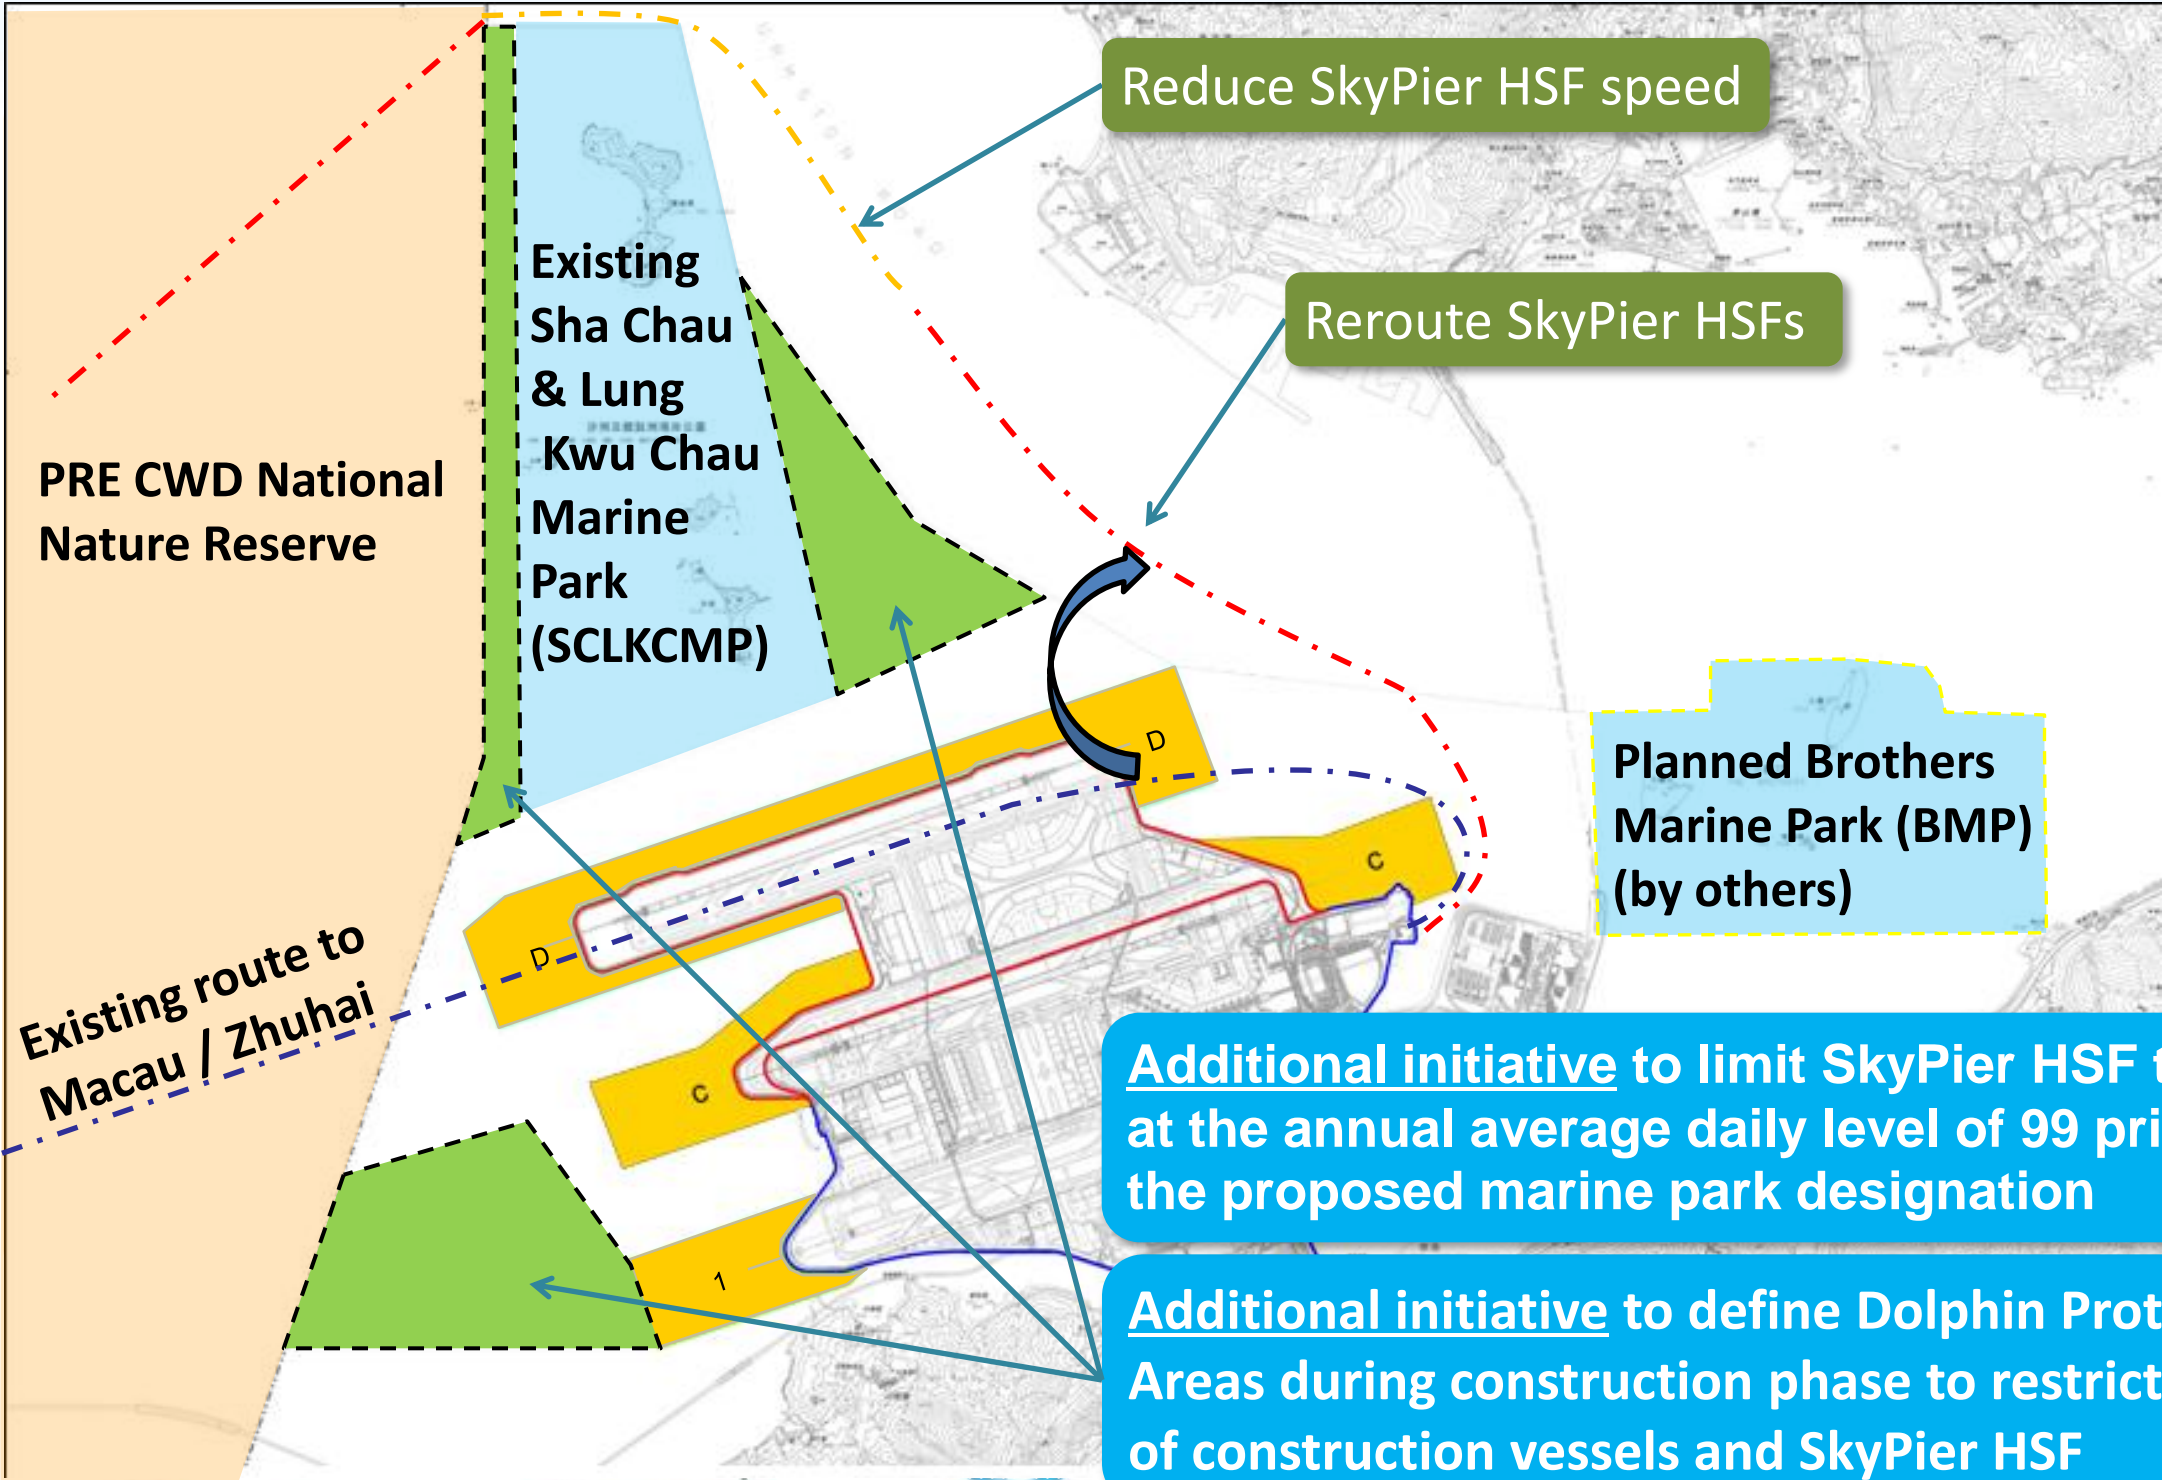 Reduce SkyPier HSF speed
Reroute SkyPier HSFs
Existing
Sha Chau
& Lung
Kwu Chau
Marine
Park
(SCLKCMP)
PRE CWD National
Nature Reserve
Planned Brothers
Marine Park (BMP)
(by others)
D
C
D
C
1
Existing route to
Macau / Zhuhai
Additional initiative to limit SkyPier HSF t
at the annual average daily level of 99 pri
the proposed marine park designation
Additional initiative to define Dolphin Prot
Areas during construction phase to restrict
of construction vessels and SkyPier HSF